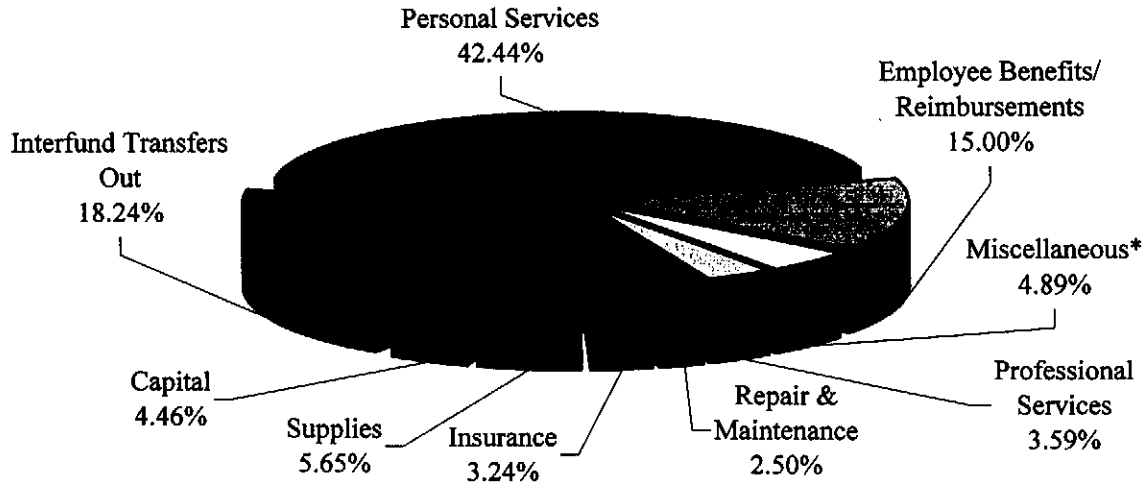 Personal Services
42.44%
Employee Benefits/
Reimbursements
15.00%
Interfund Transfers
Out
18.24%
Miscellaneous*
4.89%
Capital
4.46%
Supplies
5.65%
Insurance
3.24%
Repair &
Maintenance
2.50%
Professional
Services
3.59%